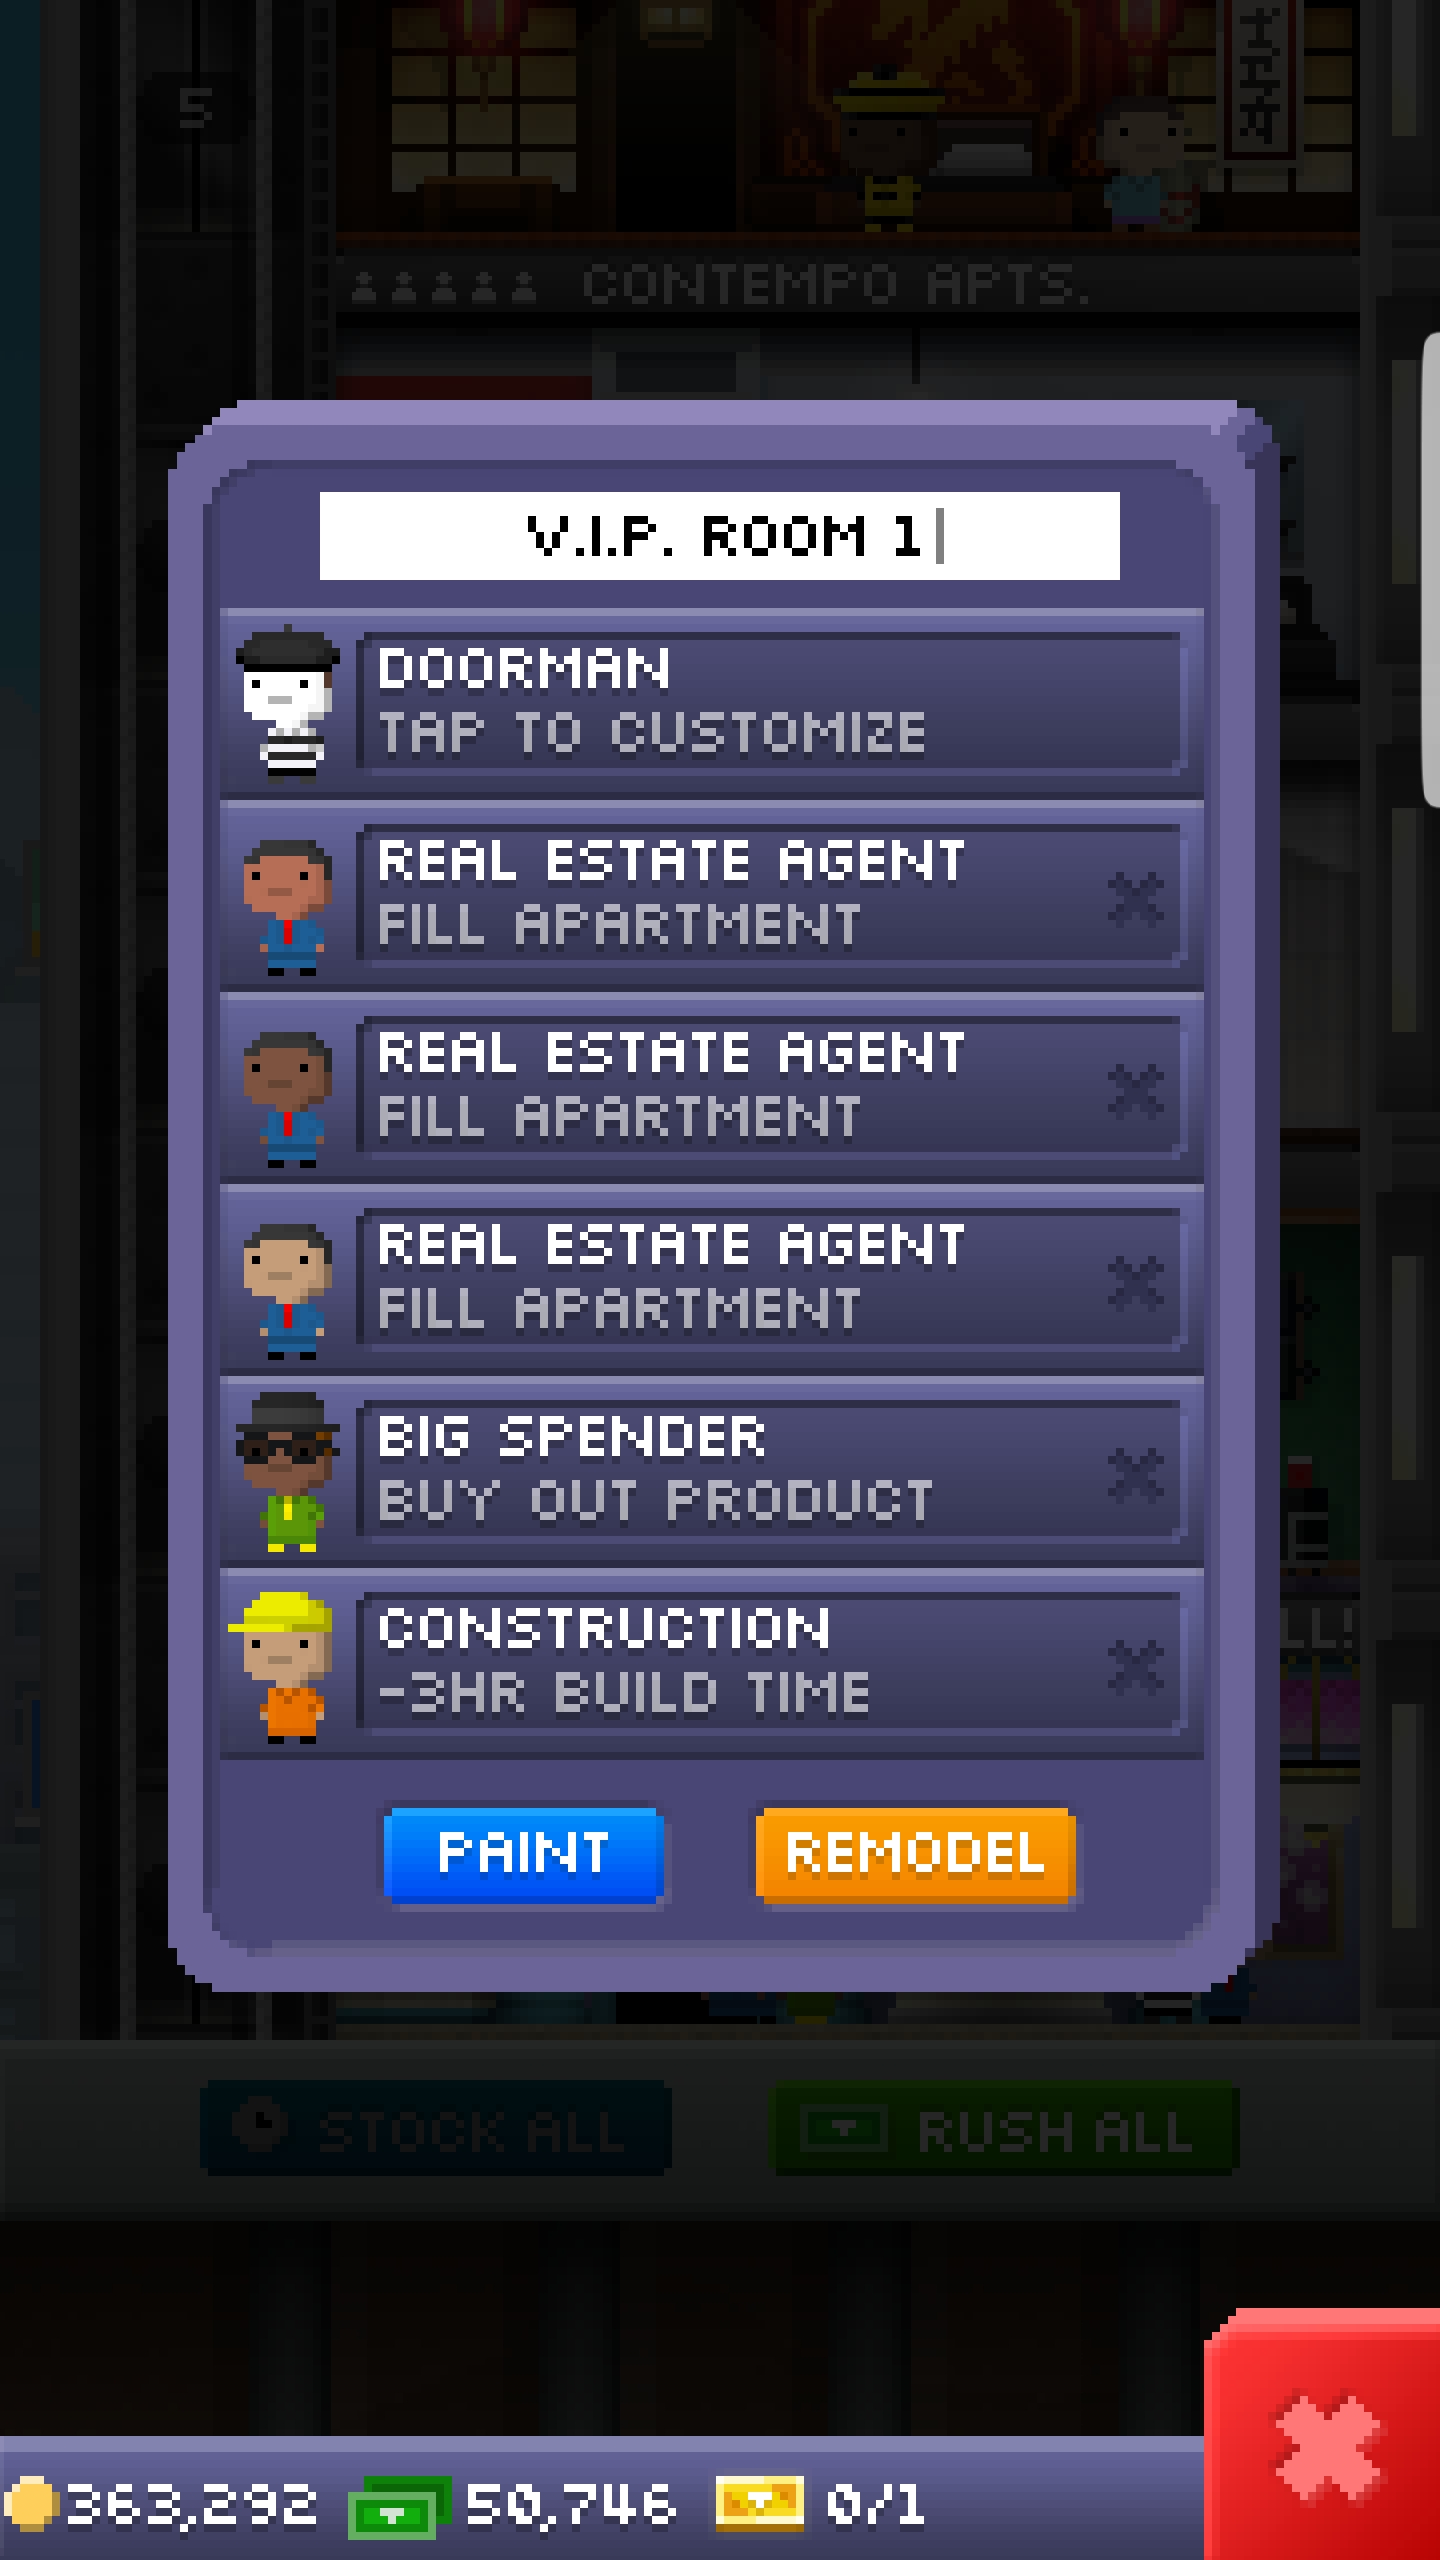 5
CONTEMPO APTS.
V.I.P. ROOM 1
DOORMAN
TAP TO CUSTOMIZE
REAL ESTATE AGENT
FILL APARTMENT
REAL ESTATE AGENT
FILL APARTMENT
REAL ESTATE AGENT
FILL APARTMENT
BIG SPENDER
BUY OUT PRODUCT
CONSTRUCTION
-3HR BUILD TIME
LL!
PAINT
REMODEL
STOCK ALL
RUSH ALL
363,292
50,746
0/1